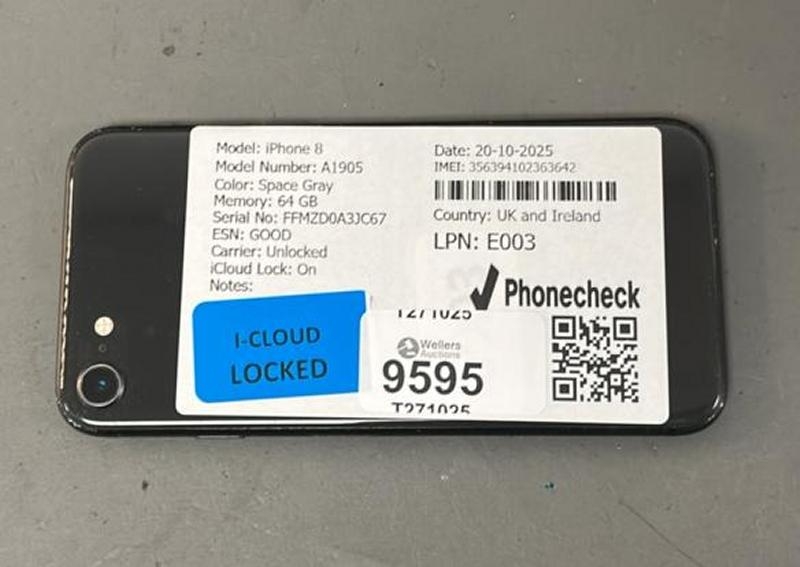 Model: iPhone 8
Model Number: A1905
Color: Space Gray
Memory: 64 GB
Serial No: FFMZD0A3JC67
ESN: GOOD
Carrier: Unlocked
iCloud Lock: On
Notes:
Date: 20-10-2025
IMEI: 356394102363642
Country: UK and Ireland
LPN: E003
Phonecheck
I-CLOUD
LOCKED
T271025
Wellers
Auctions
9595
T271025